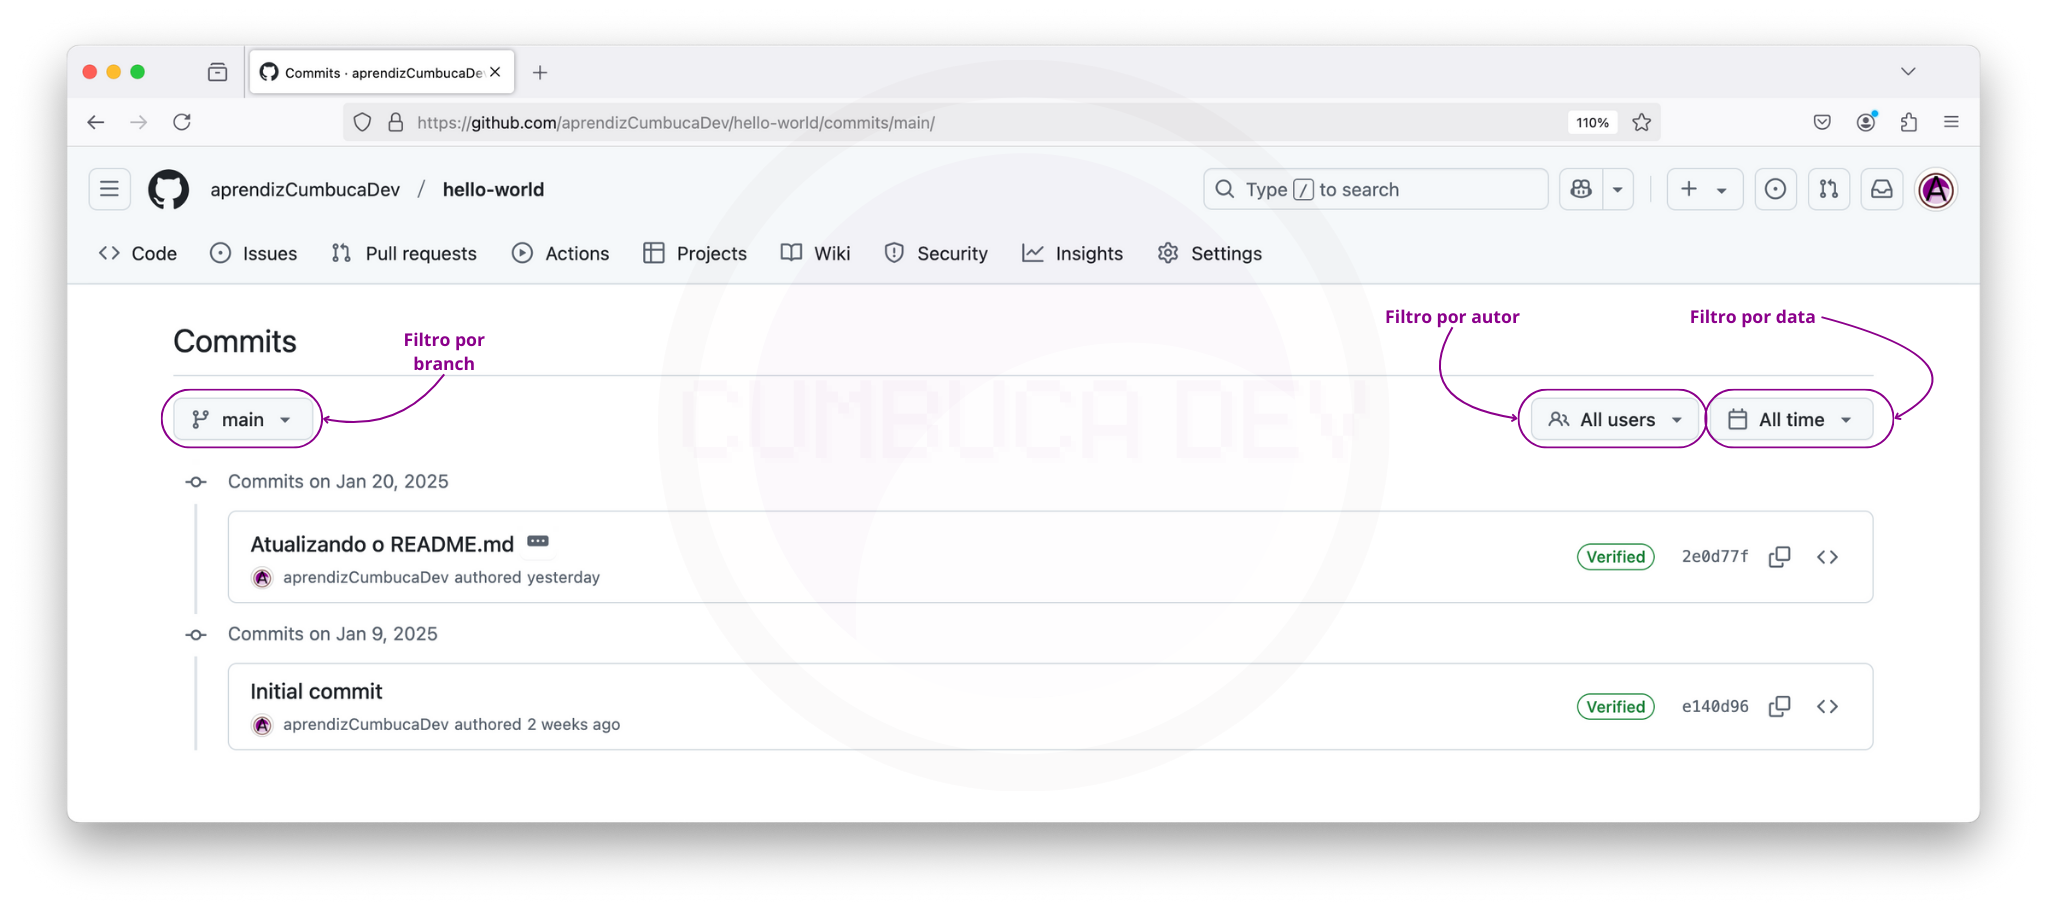 Commits · aprendizCumbucaDe
https://github.com/aprendizCumbucaDev/hello-world/commits/main/
110%
aprendizCumbucaDev / hello-world
Type / to search
Code
Issues
Pull requests
Actions
Projects
Wiki
Security
Insights
Settings
Commits
Filtro por
branch
Filtro por autor
Filtro por data
main
All users
All time
CUMBUCA DEV
Commits on Jan 20, 2025
Atualizando o README.md
aprendizCumbucaDev authored yesterday
Verified
2e0d77f
Commits on Jan 9, 2025
Initial commit
aprendizCumbucaDev authored 2 weeks ago
Verified
e140d96